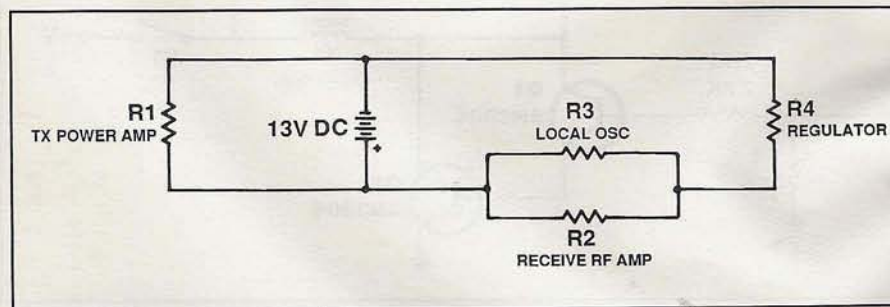 R1
TX POWER AMP
13V DC
+
R3
LOCAL OSC
R4
REGULATOR
R2
RECEIVE RF AMP